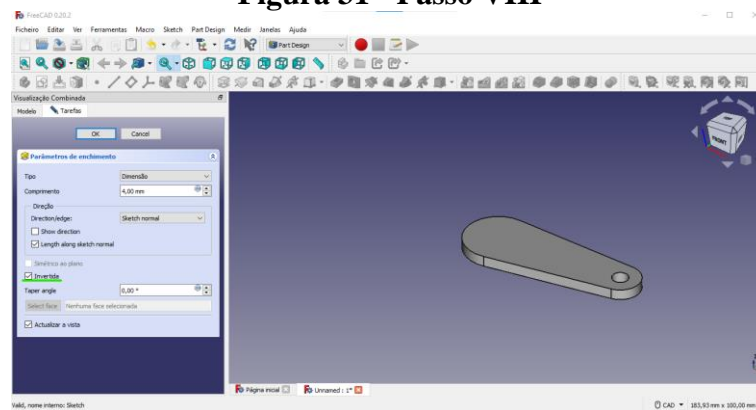 Figura 31 - Passo VIII
FreeCAD 0.20.2
Ficheiro Editar Ver Ferramentas Macro Sketch Part Design Medir Janelas Ajuda
Part Design
Visualização Combinada
Modelo Tarefas
OK Cancel
Parâmetros de enchimento
Tipo Dimensão
Comprimento 4,00 mm
Direção
Direction/edge: Sketch normal
Show direction
Length along sketch normal
Simétrico ao plano
Invertida
Taper angle 0,00 °
Select face Nenhuma face selecionada
Actualizar a vista
FRONT
Página inicial Unnamed : 1*
Valid, nome interno: Sketch
CAD 183,93 mm x 100,00 mm